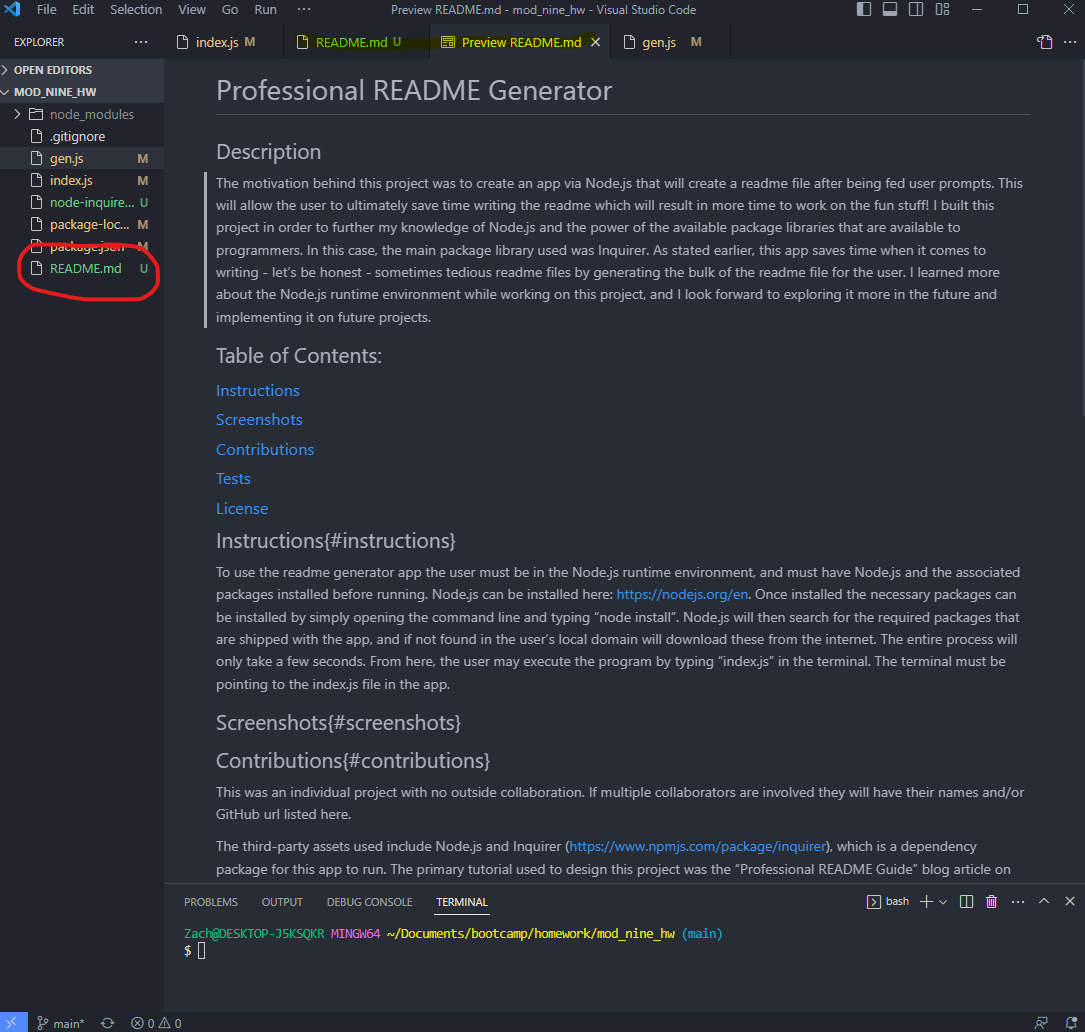 File Edit Selection View Go Run ··· Preview README.md - mod_nine_hw - Visual Studio Code
EXPLORER ··· index.js M README.md U Preview README.md gen.js M ···
OPEN EDITORS
MOD_NINE_HW
node_modules
.gitignore
gen.js M
index.js M
node-inquire... U
package-loc... M
package.json M
README.md U
Professional README Generator
Description
The motivation behind this project was to create an app via Node.js that will create a readme file after being fed user prompts. This
will allow the user to ultimately save time writing the readme which will result in more time to work on the fun stuff! I built this
project in order to further my knowledge of Node.js and the power of the available package libraries that are available to
programmers. In this case, the main package library used was Inquirer. As stated earlier, this app saves time when it comes to
writing - let's be honest - sometimes tedious readme files by generating the bulk of the readme file for the user. I learned more
about the Node.js runtime environment while working on this project, and I look forward to exploring it more in the future and
implementing it on future projects.
Table of Contents:
Instructions
Screenshots
Contributions
Tests
License
Instructions{#instructions}
To use the readme generator app the user must be in the Node.js runtime environment, and must have Node.js and the associated
packages installed before running. Node.js can be installed here: https://nodejs.org/en. Once installed the necessary packages can
be installed by simply opening the command line and typing “node install”. Node.js will then search for the required packages that
are shipped with the app, and if not found in the user’s local domain will download these from the internet. The entire process will
only take a few seconds. From here, the user may execute the program by typing “index.js” in the terminal. The terminal must be
pointing to the index.js file in the app.
Screenshots{#screenshots}
Contributions{#contributions}
This was an individual project with no outside collaboration. If multiple collaborators are involved they will have their names and/or
GitHub url listed here.
The third-party assets used include Node.js and Inquirer (https://www.npmjs.com/package/inquirer), which is a dependency
package for this app to run. The primary tutorial used to design this project was the “Professional README Guide” blog article on
PROBLEMS OUTPUT DEBUG CONSOLE TERMINAL bash ···
Zach@DESKTOP-J5KSQKR MINGW64 ~/Documents/bootcamp/homework/mod_nine_hw (main)
$
main* 0 0